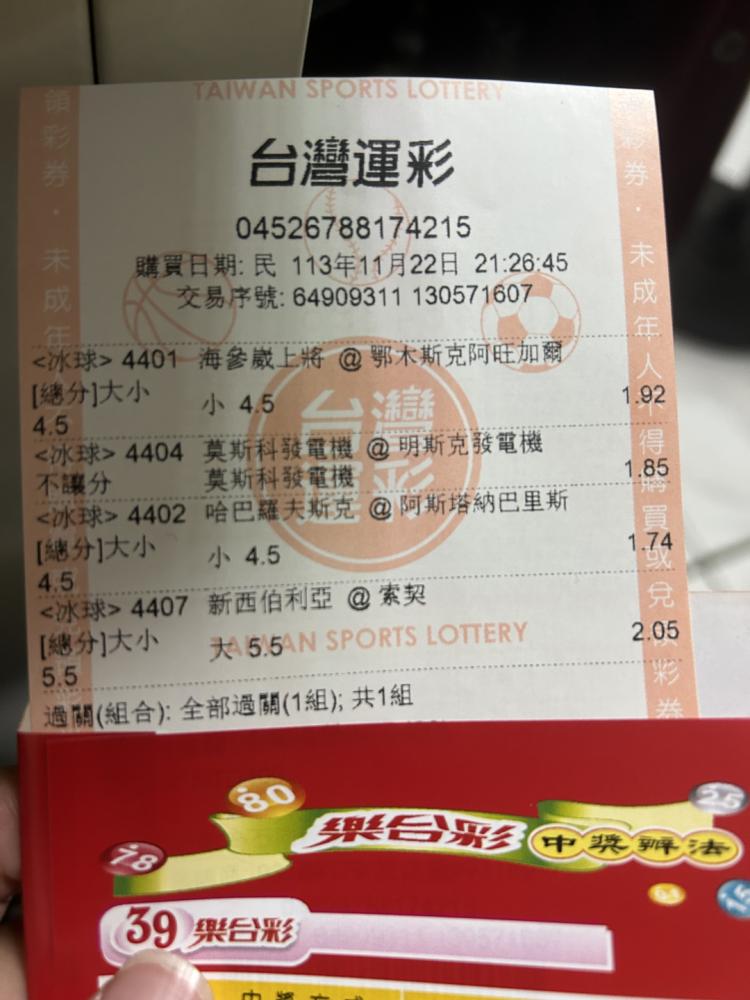 TAIWAN SPORTS LOTTERY
台灣運彩
04526788174215
購買日期: 民 113年11月22日 21:26:45
交易序號: 64909311 130571607
<冰球> 4401 海參崴上將 @ 鄂木斯克阿旺加爾
[總分]大小 小 4.5 1.92
4.5
<冰球> 4404 莫斯科發電機 @ 明斯克發電機
不讓分 莫斯科發電機 1.85
<冰球> 4402 哈巴羅夫斯克 @ 阿斯塔納巴里斯
[總分]大小 小 4.5 1.74
4.5
<冰球> 4407 新西伯利亞 @ 索契
[總分]大小 大 5.5 2.05
5.5
TAIWAN SPORTS LOTTERY
過關(組合): 全部過關(1組); 共1組
領彩券．未成年
彩券．未成年人不得購買或兌領彩券
台灣運彩
80
25
78
樂合彩中獎辦法
39樂合彩